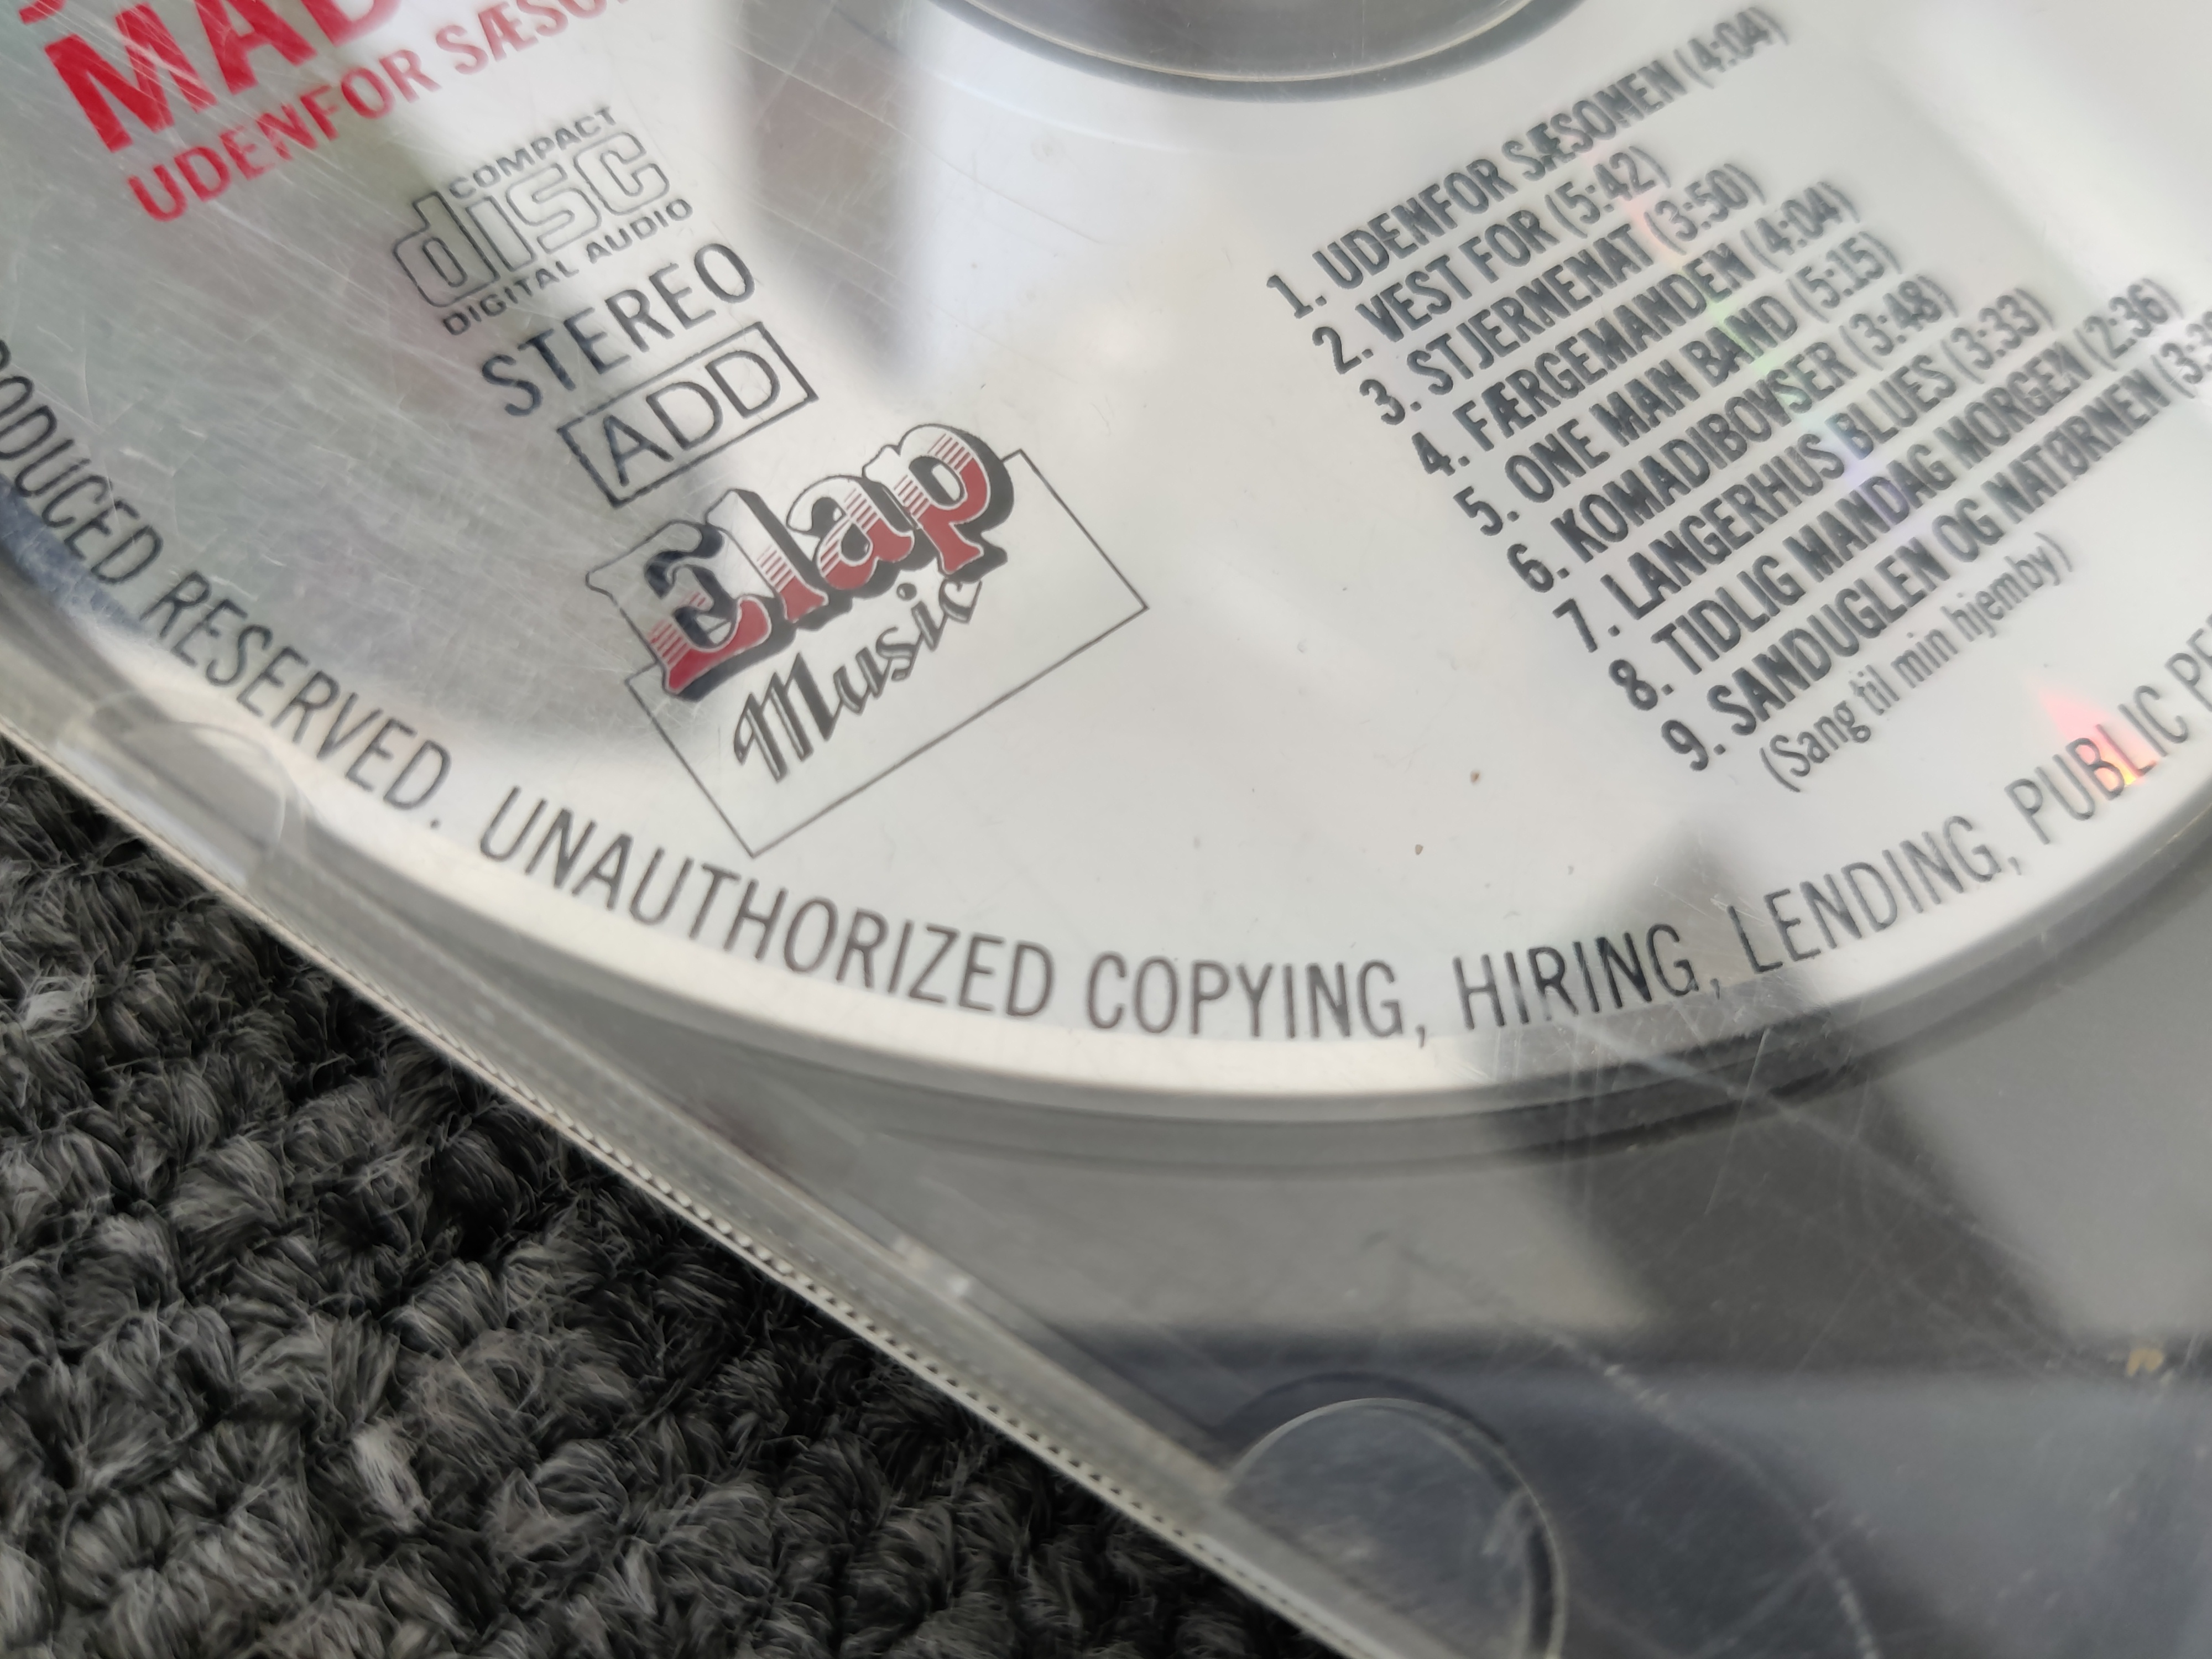 UDENFOR
COMPACT
disc
DIGITAL AUDIO
STEREO
ADD
Elap
Music
1. UDENFOR SÆSONEN (4:04)
2. VEST FOR (5:42)
3. STJERNENAT (3:50)
4. FÆRGEMANDEN (4:04)
5. ONE MAN BAND (5:15)
6. KOMADIBOVSER (3:48)
7. LANGERHUS BLUES (3:33)
8. TIDLIG MANDAG MORGEN (2:36)
9. SANDUGLEN OG NATØRNEN
(Sang til min hjemby)
RESERVED. UNAUTHORIZED COPYING, HIRING, LENDING, PUBLIC